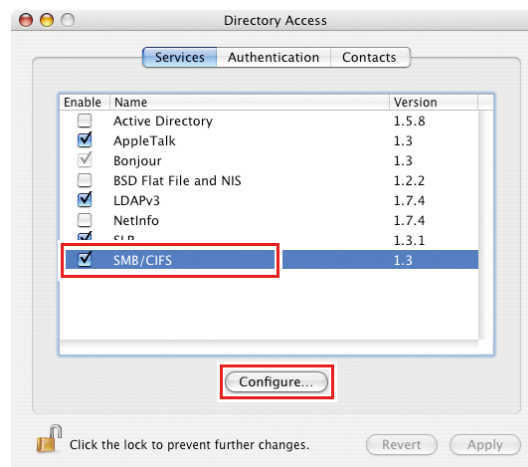 Directory Access
Services Authentication Contacts
Enable Name Version
Active Directory 1.5.8
AppleTalk 1.3
Bonjour 1.3
BSD Flat File and NIS 1.2.2
LDAPv3 1.7.4
NetInfo 1.7.4
SLP 1.3.1
SMB/CIFS 1.3
Configure...
Click the lock to prevent further changes. Revert Apply